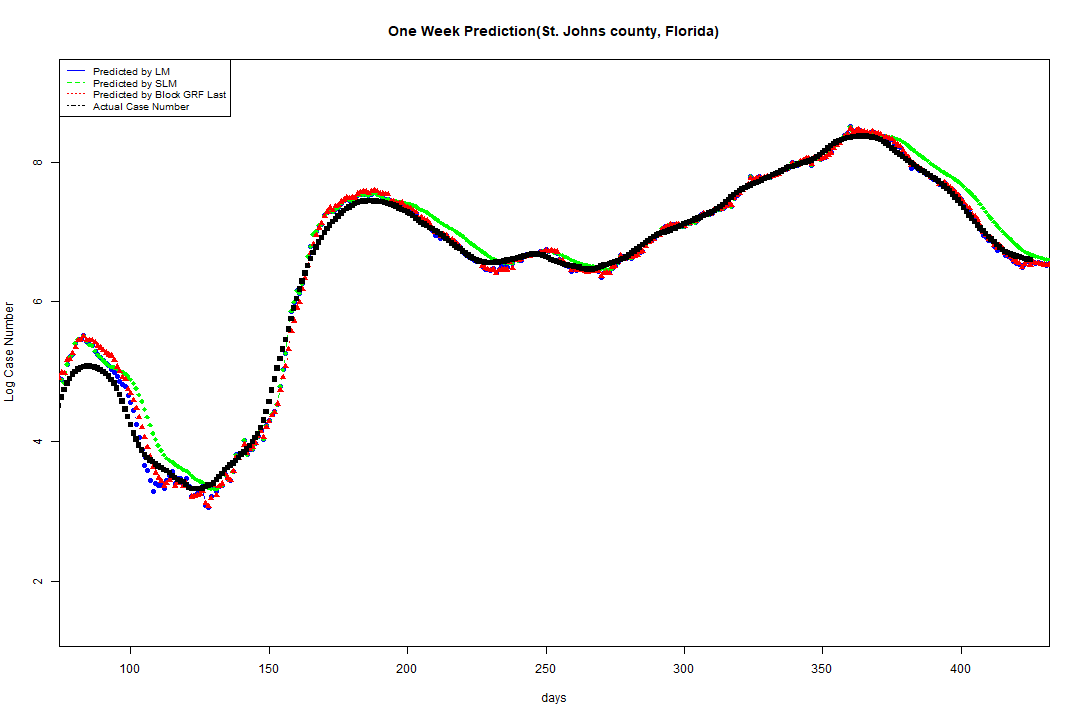 One Week Prediction(St. Johns county, Florida)
Predicted by LM
Predicted by SLM
Predicted by Block GRF Last
Actual Case Number
8
6
4
2
Log Case Number
100 150 200 250 300 350 400
days